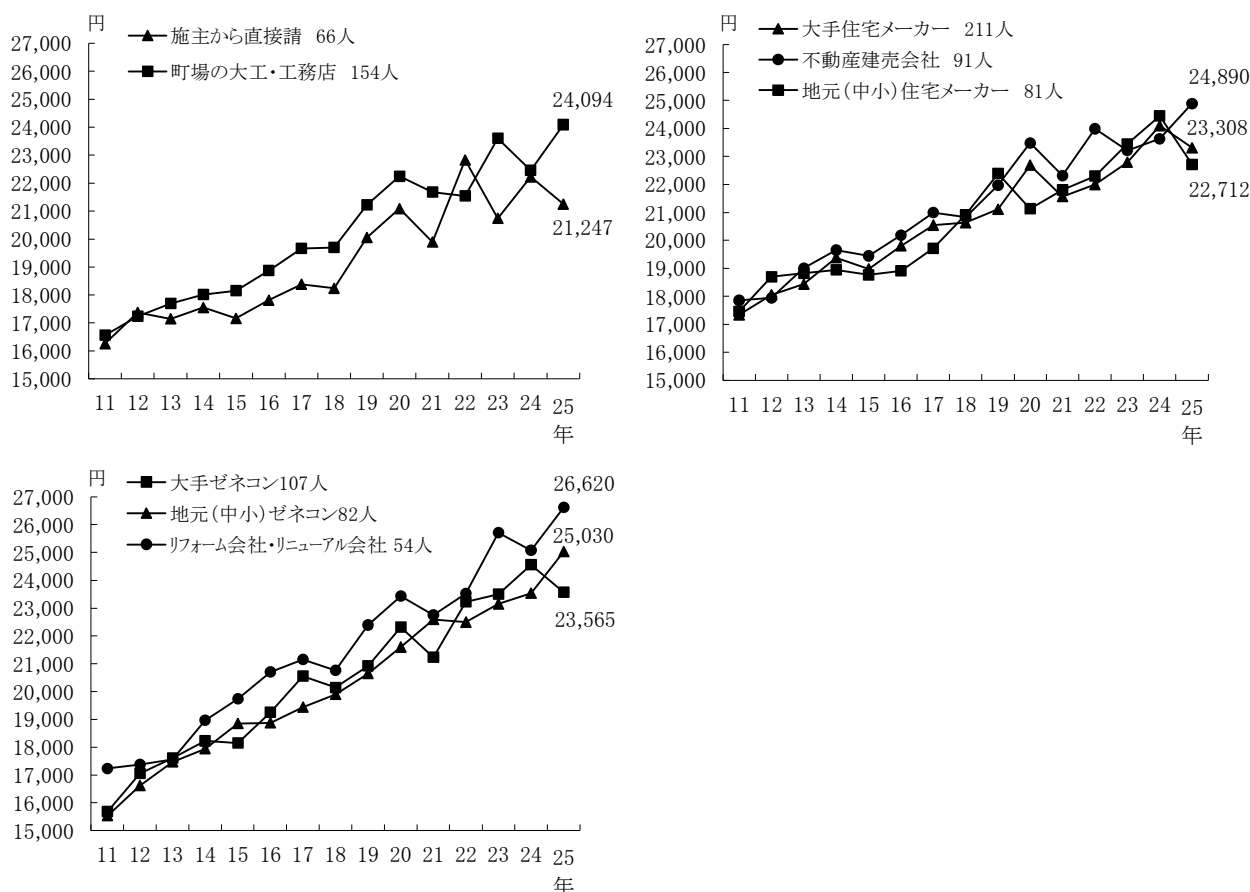 円
施主から直接請 66人
町場の大工・工務店 154人
27,000
26,000
25,000
24,000
23,000
22,000
21,000
20,000
19,000
18,000
17,000
16,000
15,000
24,094
21,247
11 12 13 14 15 16 17 18 19 20 21 22 23 24 25
年
円
大手住宅メーカー 211人
不動産建売会社 91人
地元(中小)住宅メーカー 81人
27,000
26,000
25,000
24,000
23,000
22,000
21,000
20,000
19,000
18,000
17,000
16,000
15,000
24,890
23,308
22,712
11 12 13 14 15 16 17 18 19 20 21 22 23 24 25
年
円
大手ゼネコン107人
地元(中小)ゼネコン82人
リフォーム会社・リニューアル会社 54人
27,000
26,000
25,000
24,000
23,000
22,000
21,000
20,000
19,000
18,000
17,000
16,000
15,000
26,620
25,030
23,565
11 12 13 14 15 16 17 18 19 20 21 22 23 24 25
年